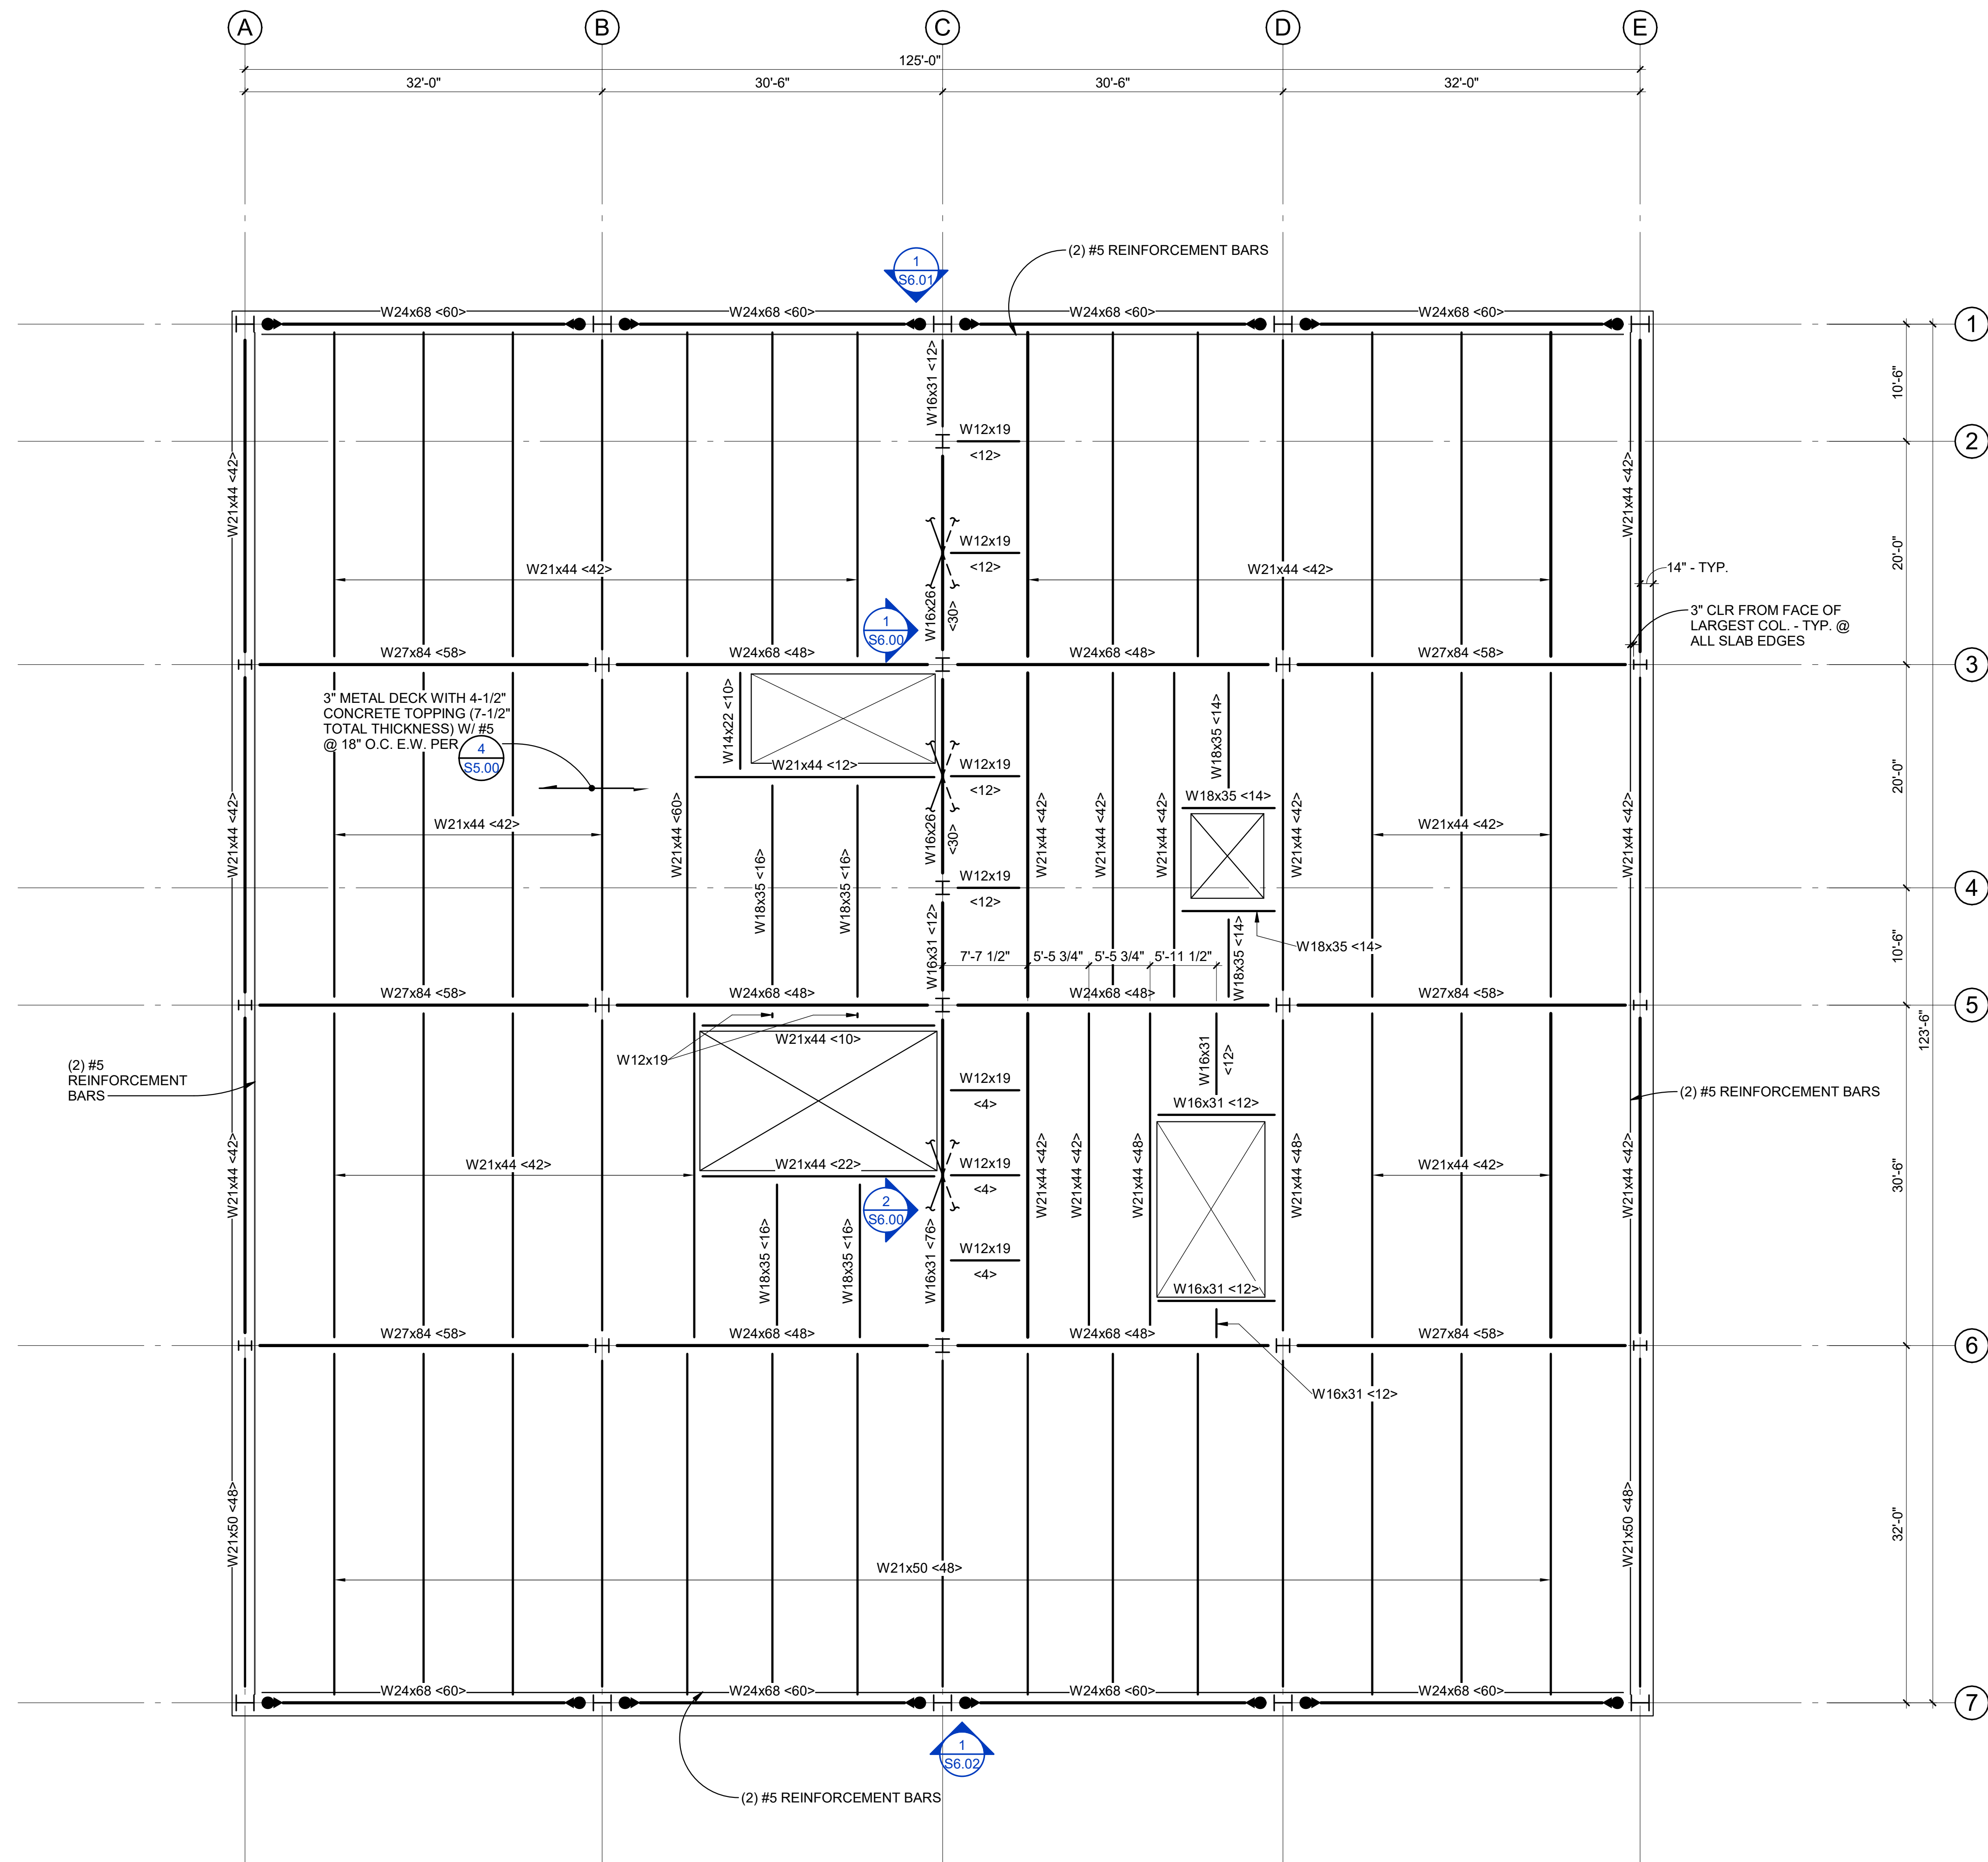 A
B
C
D
E
125'-0"
32'-0"
30'-6"
30'-6"
32'-0"
1
S6.01
(2) #5 REINFORCEMENT BARS
W24x68 <60>
W24x68 <60>
W24x68 <60>
W24x68 <60>
1
W16x31 <12>
10'-6"
W12x19
<12>
2
W21x44 <42>
W21x44 <42>
W12x19
<12>
20'-0"
W21x44 <42>
W21x44 <42>
14" - TYP.
W16x26
<30>
3" CLR FROM FACE OF
LARGEST COL. - TYP. @
ALL SLAB EDGES
1
S6.00
W27x84 <58>
W24x68 <48>
W24x68 <48>
W27x84 <58>
3
3" METAL DECK WITH 4-1/2"
CONCRETE TOPPING (7-1/2"
TOTAL THICKNESS) W/ #5
@ 18" O.C. E.W. PER
4
S5.00
W14x22 <10>
W21x44 <12>
W18x35 <14>
W12x19
<12>
20'-0"
W18x35 <14>
W21x44 <42>
W21x44 <42>
W21x44 <60>
W16x26
<30>
W21x44 <42>
W21x44 <42>
W21x44 <42>
W21x44 <42>
W21x44 <42>
W21x44 <42>
W18x35 <16>
W18x35 <16>
W12x19
<12>
4
W16x31 <12>
W18x35 <14>
W18x35 <14>
7'-7 1/2"
5'-5 3/4"
5'-5 3/4"
5'-11 1/2"
10'-6"
W27x84 <58>
W24x68 <48>
W24x68 <48>
W27x84 <58>
5
123'-6"
W21x44 <10>
W12x19
W16x31
<12>
(2) #5
REINFORCEMENT
BARS
W12x19
<4>
W16x31 <12>
(2) #5 REINFORCEMENT BARS
W21x44 <42>
W21x44 <42>
W21x44 <22>
W12x19
<4>
W21x44 <42>
W21x44 <42>
W21x44 <48>
W21x44 <48>
W21x44 <42>
W21x44 <42>
30'-6"
2
S6.00
W18x35 <16>
W18x35 <16>
W16x31 <76>
W12x19
<4>
W16x31 <12>
W27x84 <58>
W24x68 <48>
W24x68 <48>
W27x84 <58>
6
W16x31 <12>
W21x50 <48>
W21x50 <48>
W21x50 <48>
32'-0"
W24x68 <60>
W24x68 <60>
W24x68 <60>
W24x68 <60>
7
1
S6.02
(2) #5 REINFORCEMENT BARS